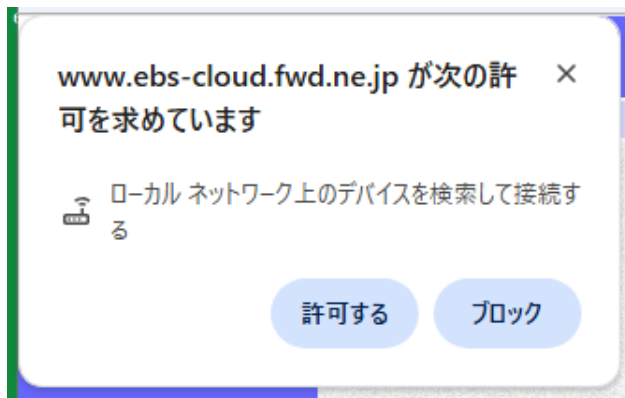 www.ebs-cloud.fwd.ne.jp が次の許
可を求めています
ローカル ネットワーク上のデバイスを検索して接続す
る
許可する
ブロック